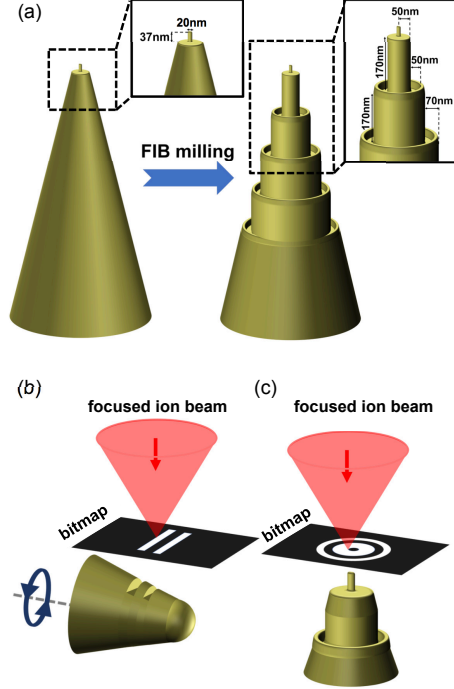 (a)
20nm
37nm
FIB milling
50nm
170nm
50nm
170nm
70nm
(b)
focused ion beam
bitmap
(c)
focused ion beam
bitmap